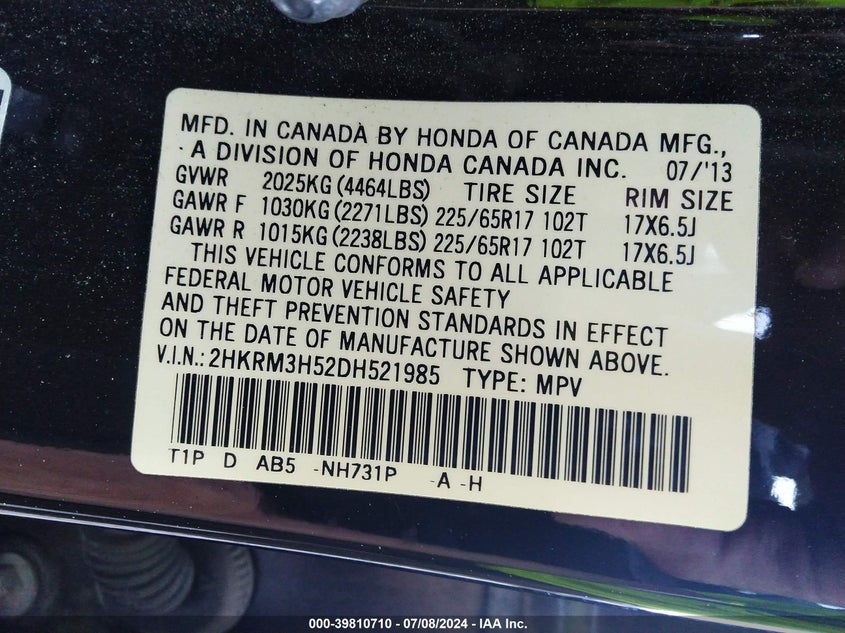 MFD. IN CANADA BY HONDA OF CANADA MFG.,
A DIVISION OF HONDA CANADA INC. 07/'13
GVWR 2025KG (4464LBS) TIRE SIZE RIM SIZE
GAWR F 1030KG (2271LBS) 225/65R17 102T 17X6.5J
GAWR R 1015KG (2238LBS) 225/65R17 102T 17X6.5J
THIS VEHICLE CONFORMS TO ALL APPLICABLE
FEDERAL MOTOR VEHICLE SAFETY
AND THEFT PREVENTION STANDARDS IN EFFECT
ON THE DATE OF MANUFACTURE SHOWN ABOVE.
V.I.N.: 2HKRM3H52DH521985 TYPE: MPV
T1P D AB5 -NH731P -A -H
000-39810710 - 07/08/2024 - IAA Inc.